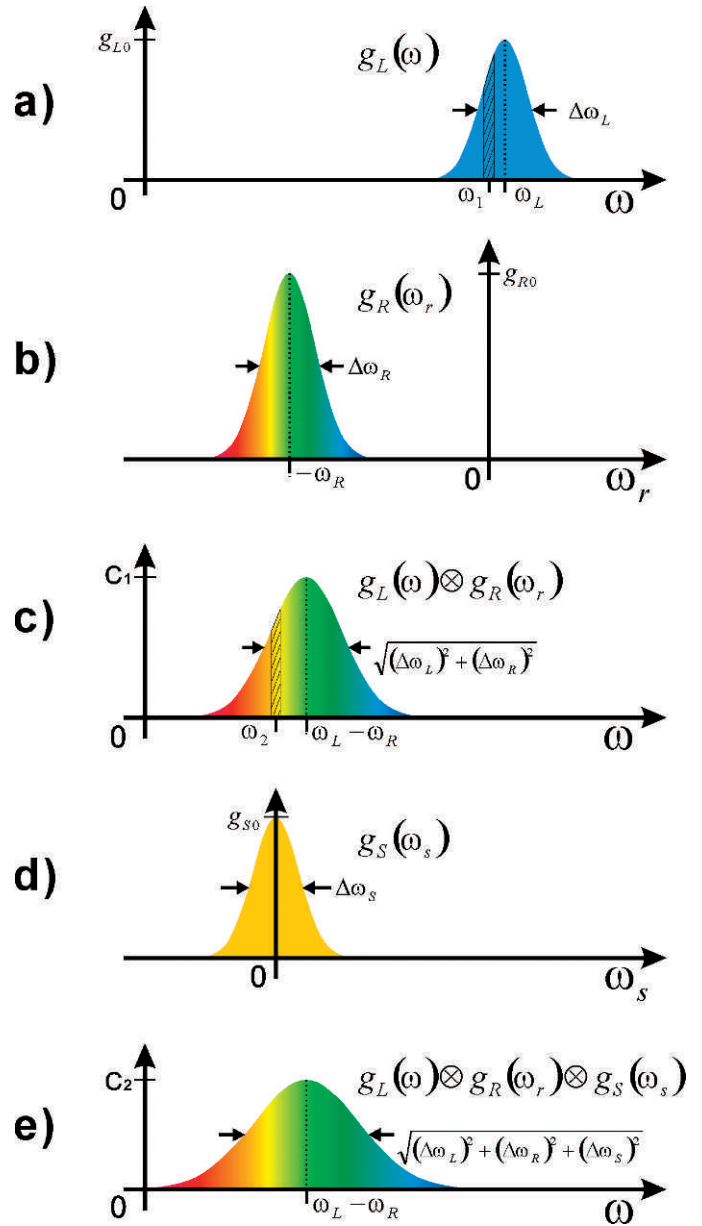 a)
g_{L0}
g_L(ω)
Δω_L
0
ω_1
ω_L
ω
b)
g_R(ω_r)
g_{R0}
Δω_R
−ω_R
0
ω_r
c)
C_1
g_L(ω)⊗g_R(ω_r)
√((Δω_L)²+(Δω_R)²)
0
ω_2
ω_L−ω_R
ω
d)
g_{S0}
g_S(ω_s)
Δω_S
0
ω_s
e)
C_2
g_L(ω)⊗g_R(ω_r)⊗g_S(ω_s)
√((Δω_L)²+(Δω_R)²+(Δω_S)²)
0
ω_L−ω_R
ω